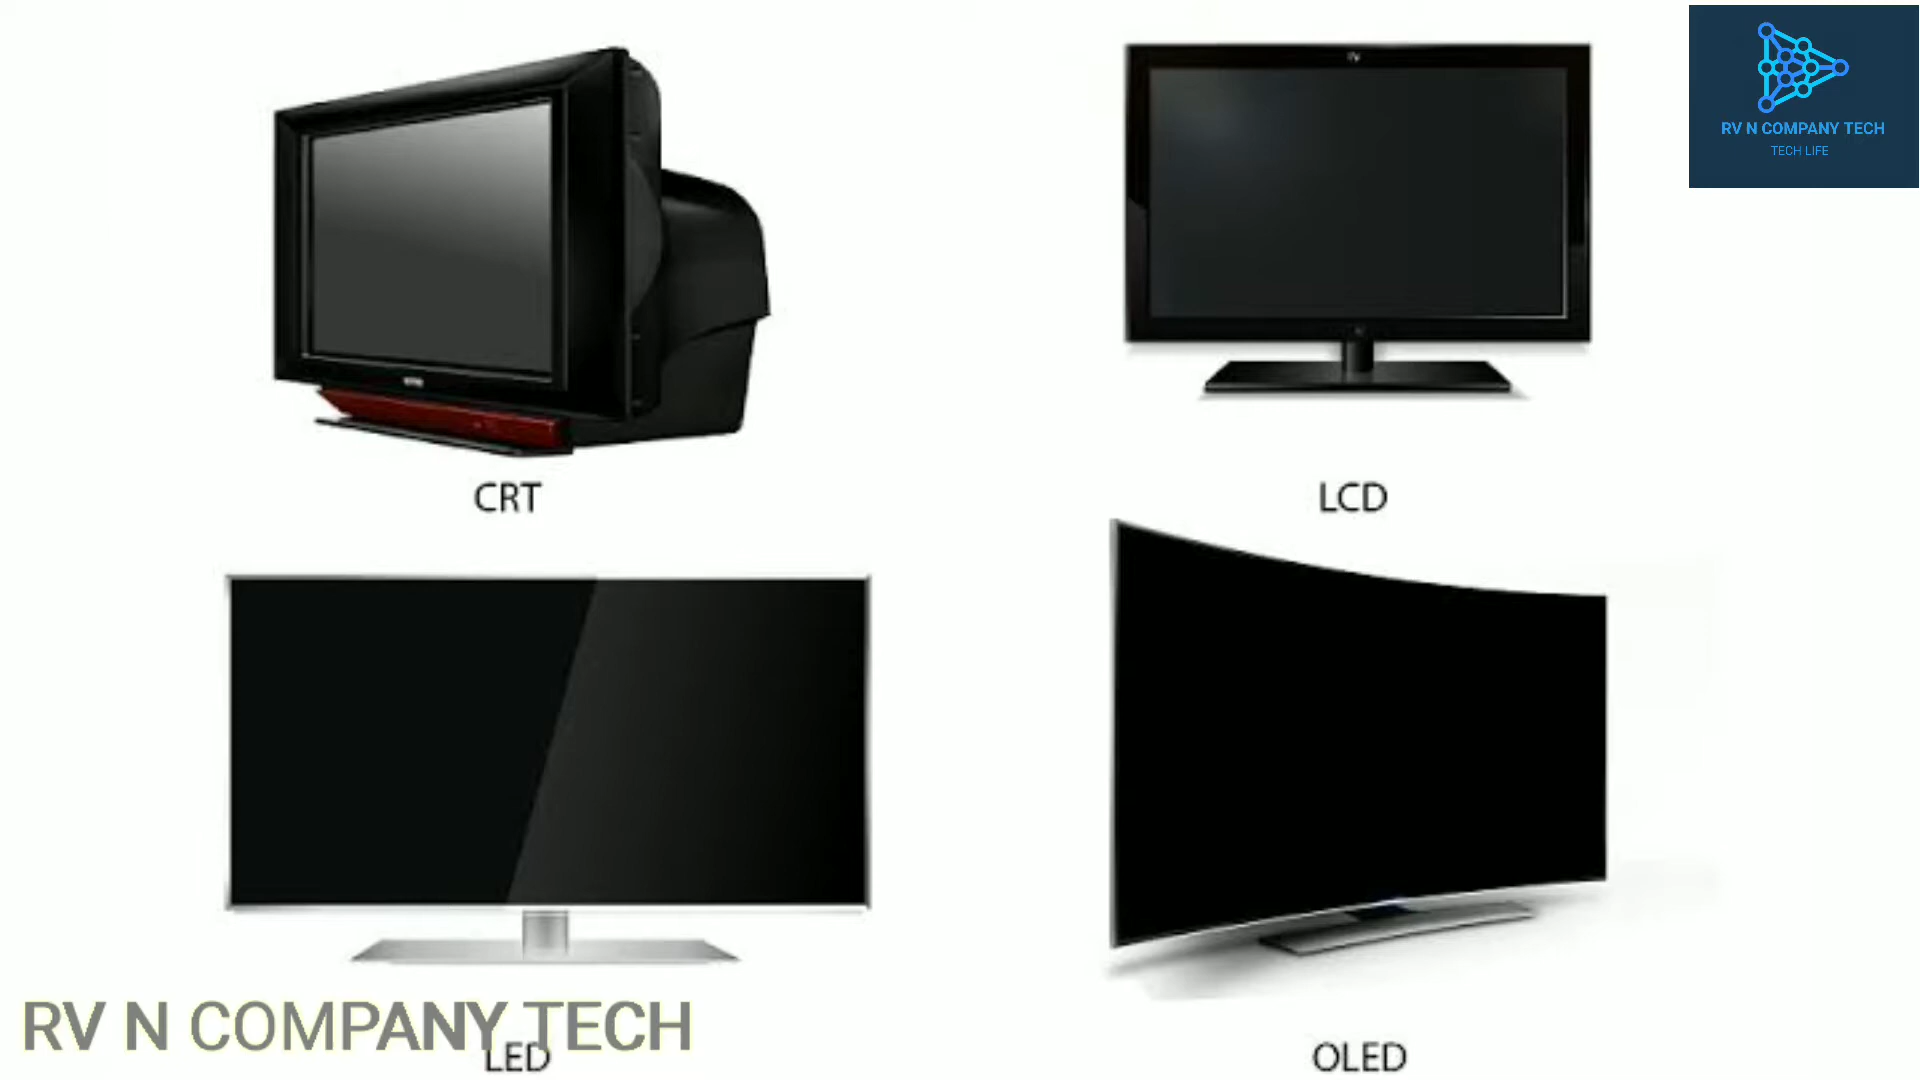 RV N COMPANY TECH
TECH LIFE
CRT
LCD
LED
OLED
RV N COMPANY TECH